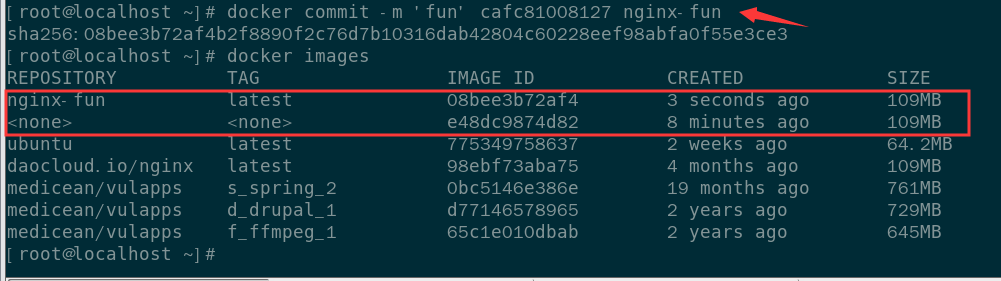 [root@localhost ~]# docker commit -m 'fun' cafc81008127 nginx-fun
sha256:08bee3b72af4b2f8890f2c76d7b10316dab42804c60228eef98abfa0f55e3ce3
[root@localhost ~]# docker images
REPOSITORY TAG IMAGE ID CREATED SIZE
nginx-fun latest 08bee3b72af4 3 seconds ago 109MB
<none> <none> e48dc9874d82 8 minutes ago 109MB
ubuntu latest 775349758637 2 weeks ago 64.2MB
daocloud.io/nginx latest 98ebf73aba75 4 months ago 109MB
medicean/vulapps s_spring_2 0bc5146e386e 19 months ago 761MB
medicean/vulapps d_drupal_1 d77146578965 2 years ago 729MB
medicean/vulapps f_ffmpeg_1 65c1e010dbab 2 years ago 645MB
[root@localhost ~]#